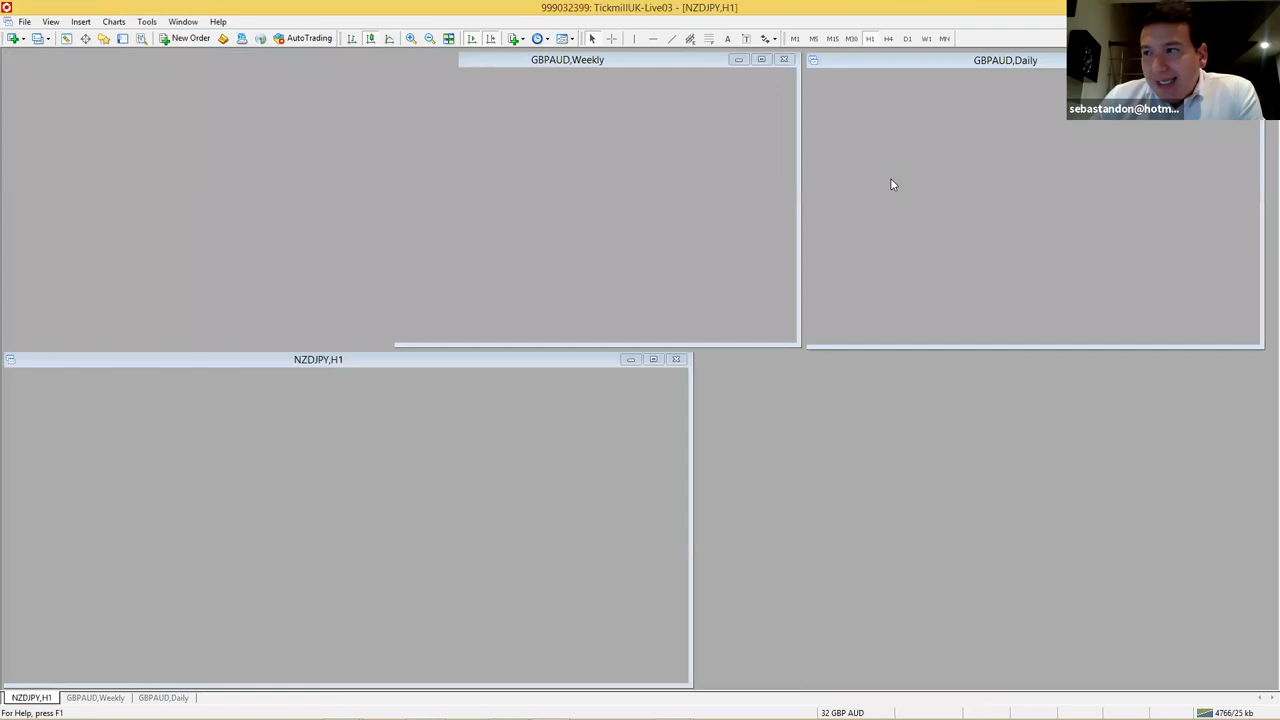 999032399: TickmillUK-Live03 - [NZDJPY,H1]
File View Insert Charts Tools Window Help
New Order AutoTrading A T M1 M5 M15 M30 H1 H4 D1 W1 MN
GBPAUD,Weekly
GBPAUD,Daily
sebastandon@hotm...
NZDJPY,H1
NZDJPY,H1 GBPAUD,Weekly GBPAUD,Daily
For Help, press F1
32 GBP AUD
4766/25 kb